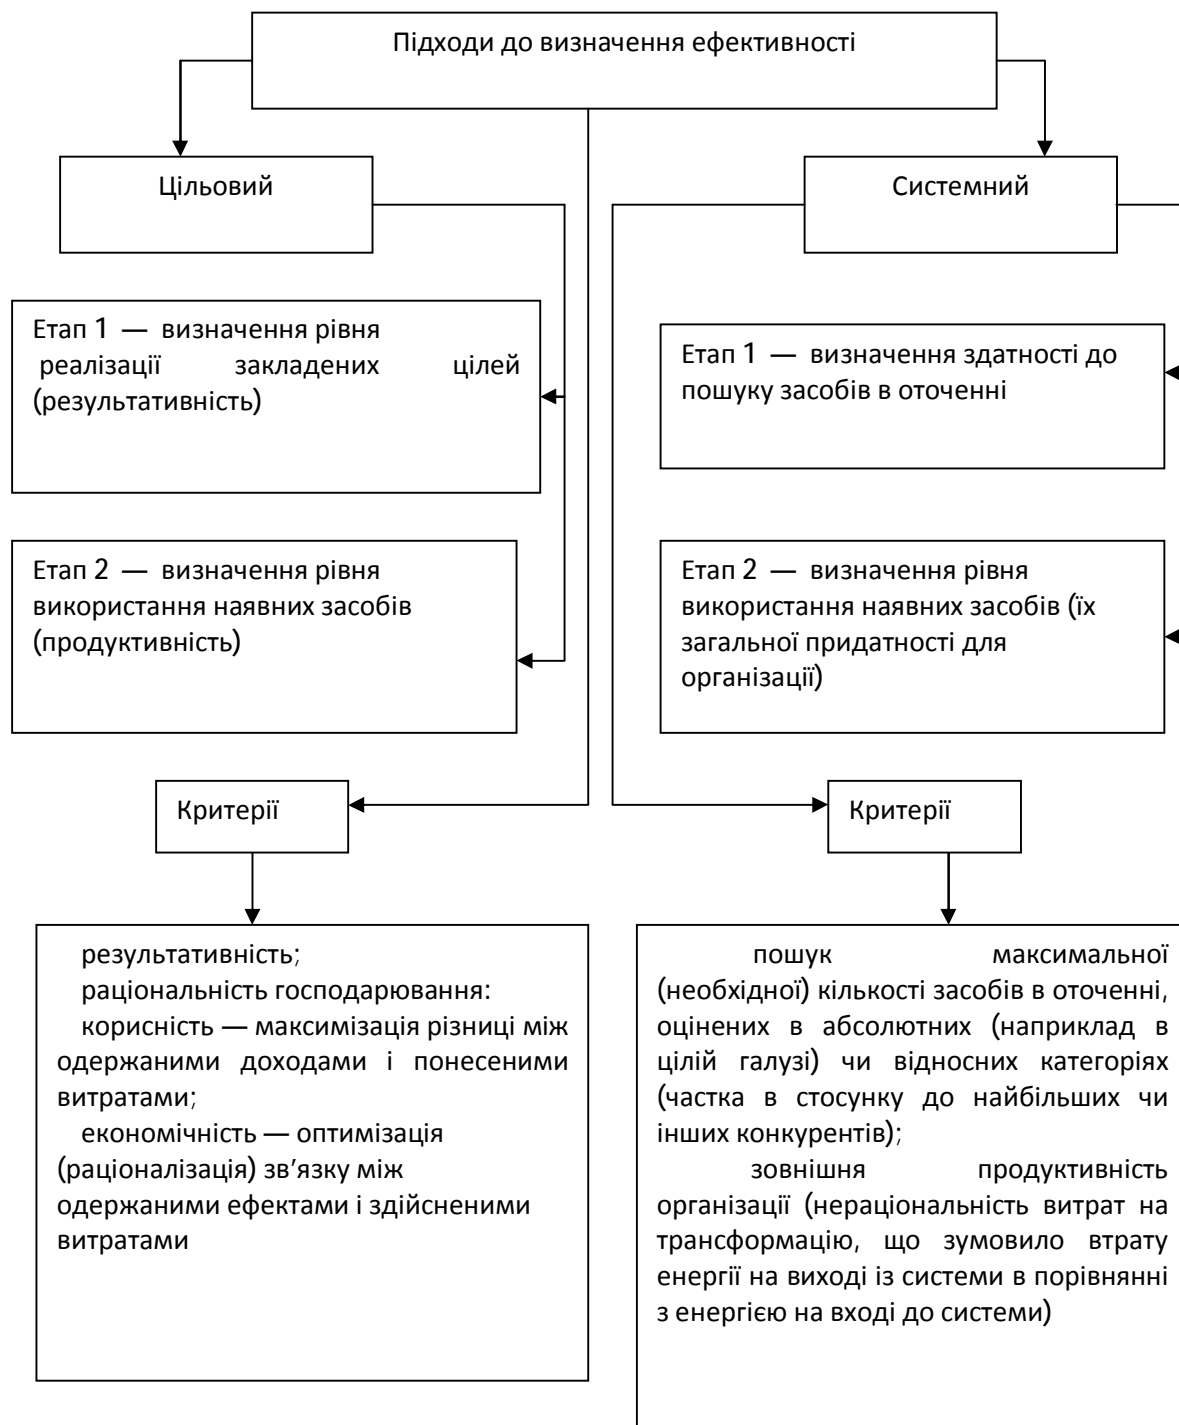 Підходи до визначення ефективності
Цільовий
Системний
Етап 1 — визначення рівня
реалізації закладених цілей
(результативність)
Етап 1 — визначення здатності до
пошуку засобів в оточенні
Етап 2 — визначення рівня
використання наявних засобів
(продуктивність)
Етап 2 — визначення рівня
використання наявних засобів (їх
загальної придатності для
організації)
Критерії
Критерії
результативність;
раціональність господарювання:
корисність — максимізація різниці між
одержаними доходами і понесеними
витратами;
економічність — оптимізація
(раціоналізація) зв’язку між
одержаними ефектами і здійсненими
витратами
пошук максимальної
(необхідної) кількості засобів в оточенні,
оцінених в абсолютних (наприклад в
цілій галузі) чи відносних категоріях
(частка в стосунку до найбільших чи
інших конкурентів);
зовнішня продуктивність
організації (нераціональність витрат на
трансформацію, що зумовило втрату
енергії на виході із системи в порівнянні
з енергією на вході до системи)